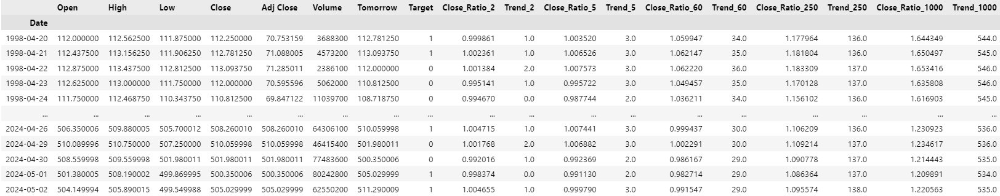 Open High Low Close Adj Close Volume Tomorrow Target Close_Ratio_2 Trend_2 Close_Ratio_5 Trend_5 Close_Ratio_60 Trend_60 Close_Ratio_250 Trend_250 Close_Ratio_1000 Trend_1000
Date
1998-04-20 112.000000 112.562500 111.875000 112.250000 70.753159 3688300 112.781250 1 0.999861 1.0 1.003520 3.0 1.059947 34.0 1.177964 136.0 1.644349 544.0
1998-04-21 112.437500 113.156250 111.906250 112.781250 71.088005 4573200 113.093750 1 1.002361 1.0 1.006526 3.0 1.062147 35.0 1.181804 136.0 1.650497 545.0
1998-04-22 112.875000 113.437500 112.812500 113.093750 71.285011 2386100 112.000000 0 1.001384 2.0 1.007573 3.0 1.062220 36.0 1.183309 137.0 1.653416 546.0
1998-04-23 112.625000 113.000000 111.750000 112.000000 70.595596 5062000 110.812500 0 0.995141 1.0 0.995722 3.0 1.049457 35.0 1.170128 137.0 1.635808 546.0
1998-04-24 111.750000 112.468750 110.343750 110.812500 69.847122 11039700 108.718750 0 0.994670 0.0 0.987744 2.0 1.036211 34.0 1.156102 136.0 1.616903 545.0
... ... ... ... ... ... ... ... ... ... ... ... ... ... ... ... ... ... ...
2024-04-26 506.350006 509.880005 505.700012 508.260010 508.260010 64306100 510.059998 1 1.004715 1.0 1.007441 3.0 0.999437 30.0 1.106209 136.0 1.230923 536.0
2024-04-29 510.089996 510.750000 507.250000 510.059998 510.059998 46415400 501.980011 0 1.001768 2.0 1.006882 3.0 1.002291 30.0 1.109214 137.0 1.234617 536.0
2024-04-30 508.559998 509.559998 501.980011 501.980011 501.980011 77483600 500.350006 0 0.992016 1.0 0.992369 2.0 0.986167 29.0 1.090778 137.0 1.214443 535.0
2024-05-01 501.380005 508.190002 499.869995 500.350006 500.350006 80242800 505.029999 1 0.998374 0.0 0.991130 2.0 0.982714 29.0 1.086364 137.0 1.209891 534.0
2024-05-02 504.149994 505.890015 499.549988 505.029999 505.029999 62550200 511.290009 1 1.004655 1.0 0.999790 3.0 0.991547 29.0 1.095574 138.0 1.220563 535.0